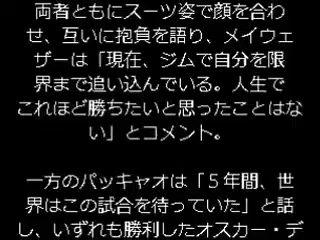 両者ともにスーツ姿で顔を合わ
せ、互いに抱負を語り、メイウェ
ザーは「現在、ジムで自分を限
界まで追い込んでいる。人生で
これほど勝ちたいと思ったことはな
い」とコメント。
一方のパッキャオは「５年間、世
界はこの試合を待っていた」と話
し、いずれも勝利したオスカー・デ